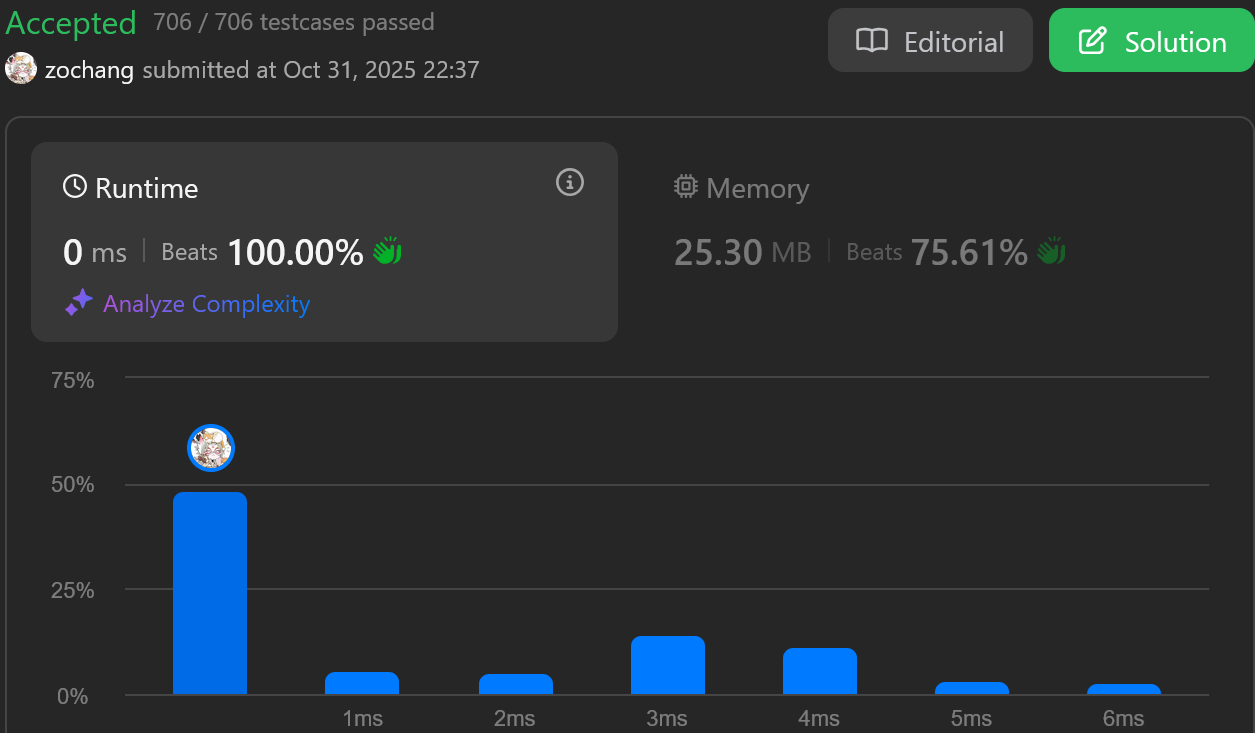 Accepted 706 / 706 testcases passed
zochang submitted at Oct 31, 2025 22:37
Editorial
Solution
Runtime
0 ms | Beats 100.00%
Analyze Complexity
Memory
25.30 MB | Beats 75.61%
75%
50%
25%
0%
1ms 2ms 3ms 4ms 5ms 6ms